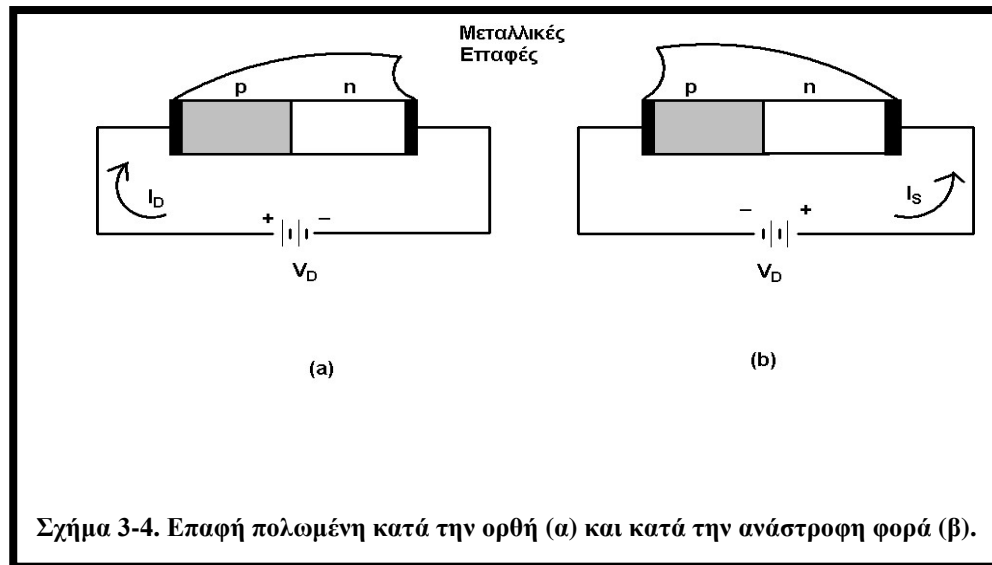 Μεταλλικές
Επαφές
p n
p n
I_D
+ –
V_D
– +
I_S
V_D
(a)
(b)
Σχήμα 3-4. Επαφή πολωμένη κατά την ορθή (α) και κατά την ανάστροφη φορά (β).